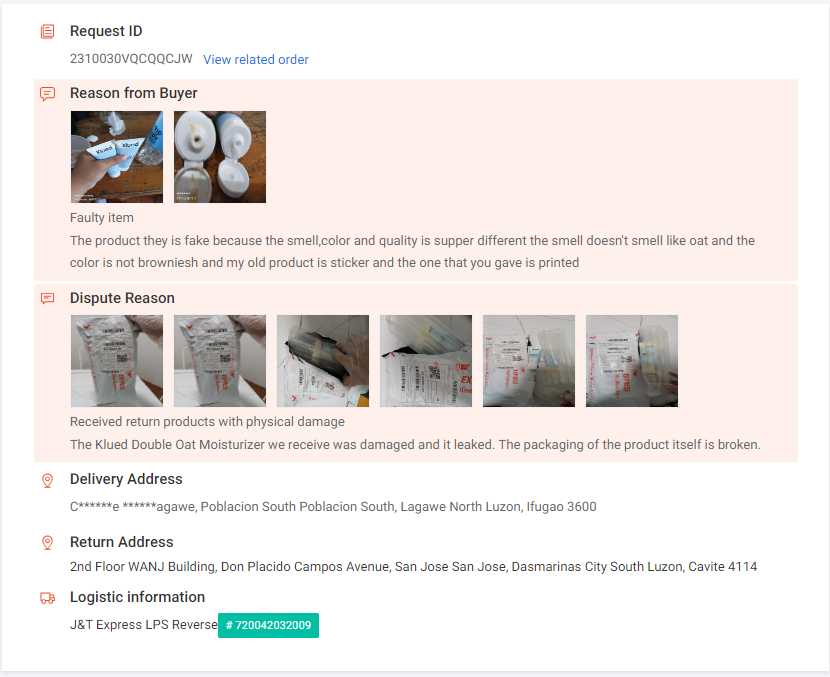 Request ID
2310030VQCQQCJW View related order
Reason from Buyer
Klued Klued
Faulty item
The product they is fake because the smell,color and quality is supper different the smell doesn't smell like oat and the
color is not browniesh and my old product is sticker and the one that you gave is printed
Dispute Reason
Received return products with physical damage
The Klued Double Oat Moisturizer we receive was damaged and it leaked. The packaging of the product itself is broken.
Delivery Address
C******e ******agawe, Poblacion South Poblacion South, Lagawe North Luzon, Ifugao 3600
Return Address
2nd Floor WANJ Building, Don Placido Campos Avenue, San Jose San Jose, Dasmarinas City South Luzon, Cavite 4114
Logistic information
J&T Express LPS Reverse # 720042032009